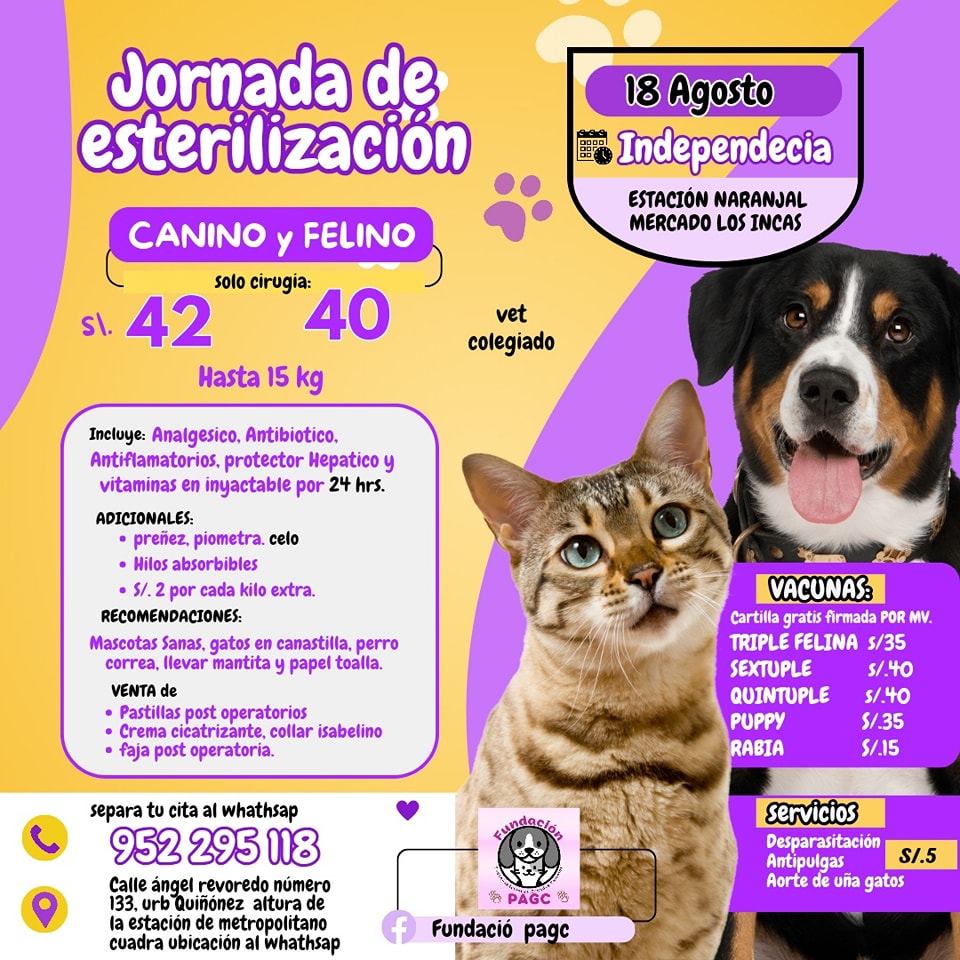 Jornada de
esterilización
CANINO y FELINO
solo cirugia:
S/. 42 40
Hasta 15 kg
18 Agosto
Independecia
ESTACIÓN NARANJAL
MERCADO LOS INCAS
vet
colegiado
Incluye: Analgesico, Antibiotico,
Antiflamatorios, protector Hepatico y
vitaminas en inyactable por 24 hrs.
ADICIONALES:
• preñez, piometra. celo
• Hilos absorbibles
• S/. 2 por cada kilo extra.
RECOMENDACIONES:
Mascotas Sanas, gatos en canastilla, perro
correa, llevar mantita y papel toalla.
VENTA de
• Pastillas post operatorios
• Crema cicatrizante, collar isabelino
• faja post operatoria.
VACUNAS:
Cartilla gratis firmada POR MV.
TRIPLE FELINA S/35
SEXTUPLE S/.40
QUINTUPLE S/.40
PUPPY S/.35
RABIA S/.15
servicios
Desparasitación
Antipulgas S/.5
Aorte de uña gatos
separa tu cita al whathsap
952 295 118
Calle ángel revoredo número
133, urb Quiñónez altura de
la estación de metropolitano
cuadra ubicación al whathsap
Fundación
PAGC
Fundació pagc